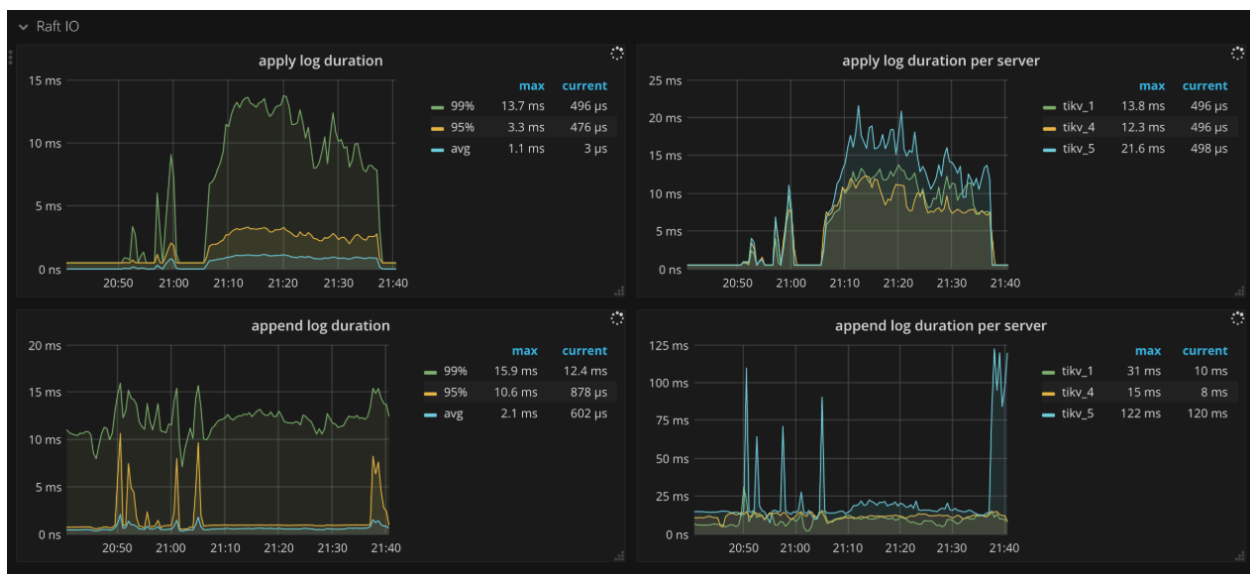 Raft IO
apply log duration
15 ms
10 ms
5 ms
0 ns
20:50 21:00 21:10 21:20 21:30 21:40
max current
99% 13.7 ms 496 µs
95% 3.3 ms 476 µs
avg 1.1 ms 3 µs
apply log duration per server
25 ms
20 ms
15 ms
10 ms
5 ms
0 ns
20:50 21:00 21:10 21:20 21:30 21:40
max current
tikv_1 13.8 ms 496 µs
tikv_4 12.3 ms 496 µs
tikv_5 21.6 ms 498 µs
append log duration
20 ms
15 ms
10 ms
5 ms
0 ns
20:50 21:00 21:10 21:20 21:30 21:40
max current
99% 15.9 ms 12.4 ms
95% 10.6 ms 878 µs
avg 2.1 ms 602 µs
append log duration per server
125 ms
100 ms
75 ms
50 ms
25 ms
0 ns
20:50 21:00 21:10 21:20 21:30 21:40
max current
tikv_1 31 ms 10 ms
tikv_4 15 ms 8 ms
tikv_5 122 ms 120 ms